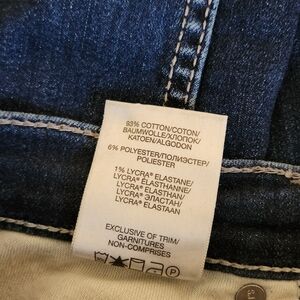 93% COTTON/COTON/
BAUMWOLLE/ХЛОПОК/
KATOEN/ALGODON
6% POLYESTER/ПОЛИЭСТЕР/
POLIESTER
1% LYCRA® ELASTANE/
LYCRA® ÉLASTHANNE/
LYCRA® ELASTHAN/
LYCRA® ЭЛАСТАН/
LYCRA® ELASTAAN
EXCLUSIVE OF TRIM/
GARNITURES
NON-COMPRISES
P